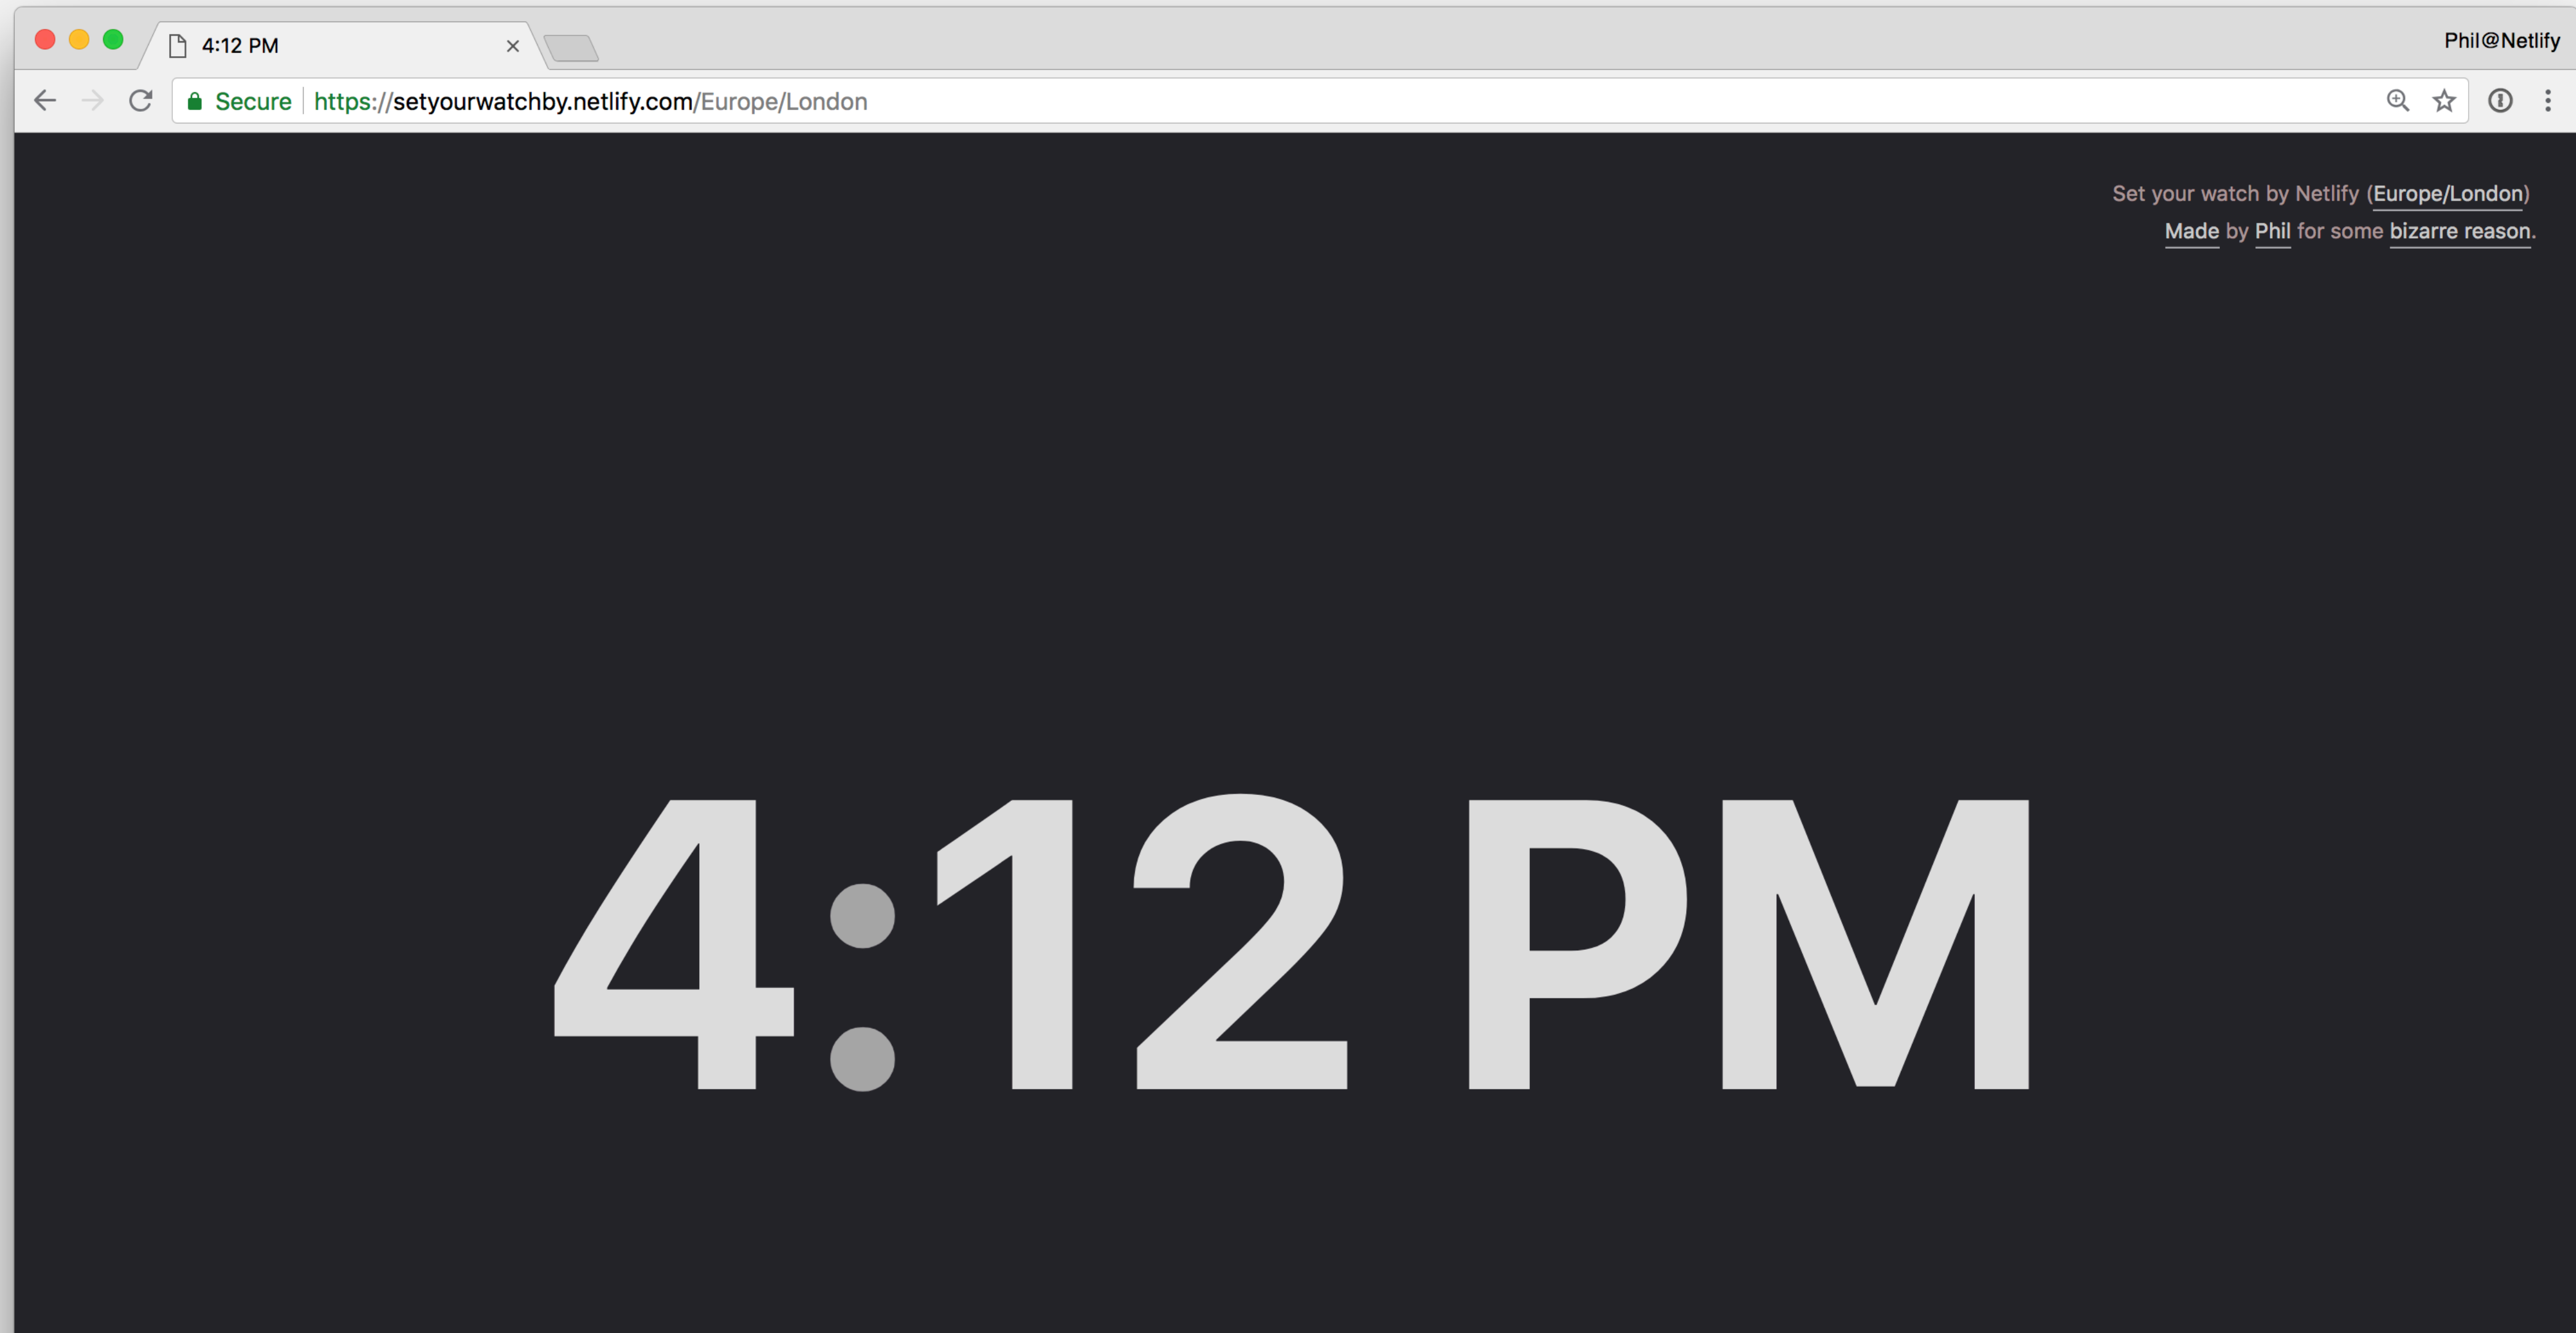 4:12 PM
Phil@Netlify
Secure https://setyourwatchby.netlify.com/Europe/London
Set your watch by Netlify (Europe/London)
Made by Phil for some bizarre reason.
4:12 PM